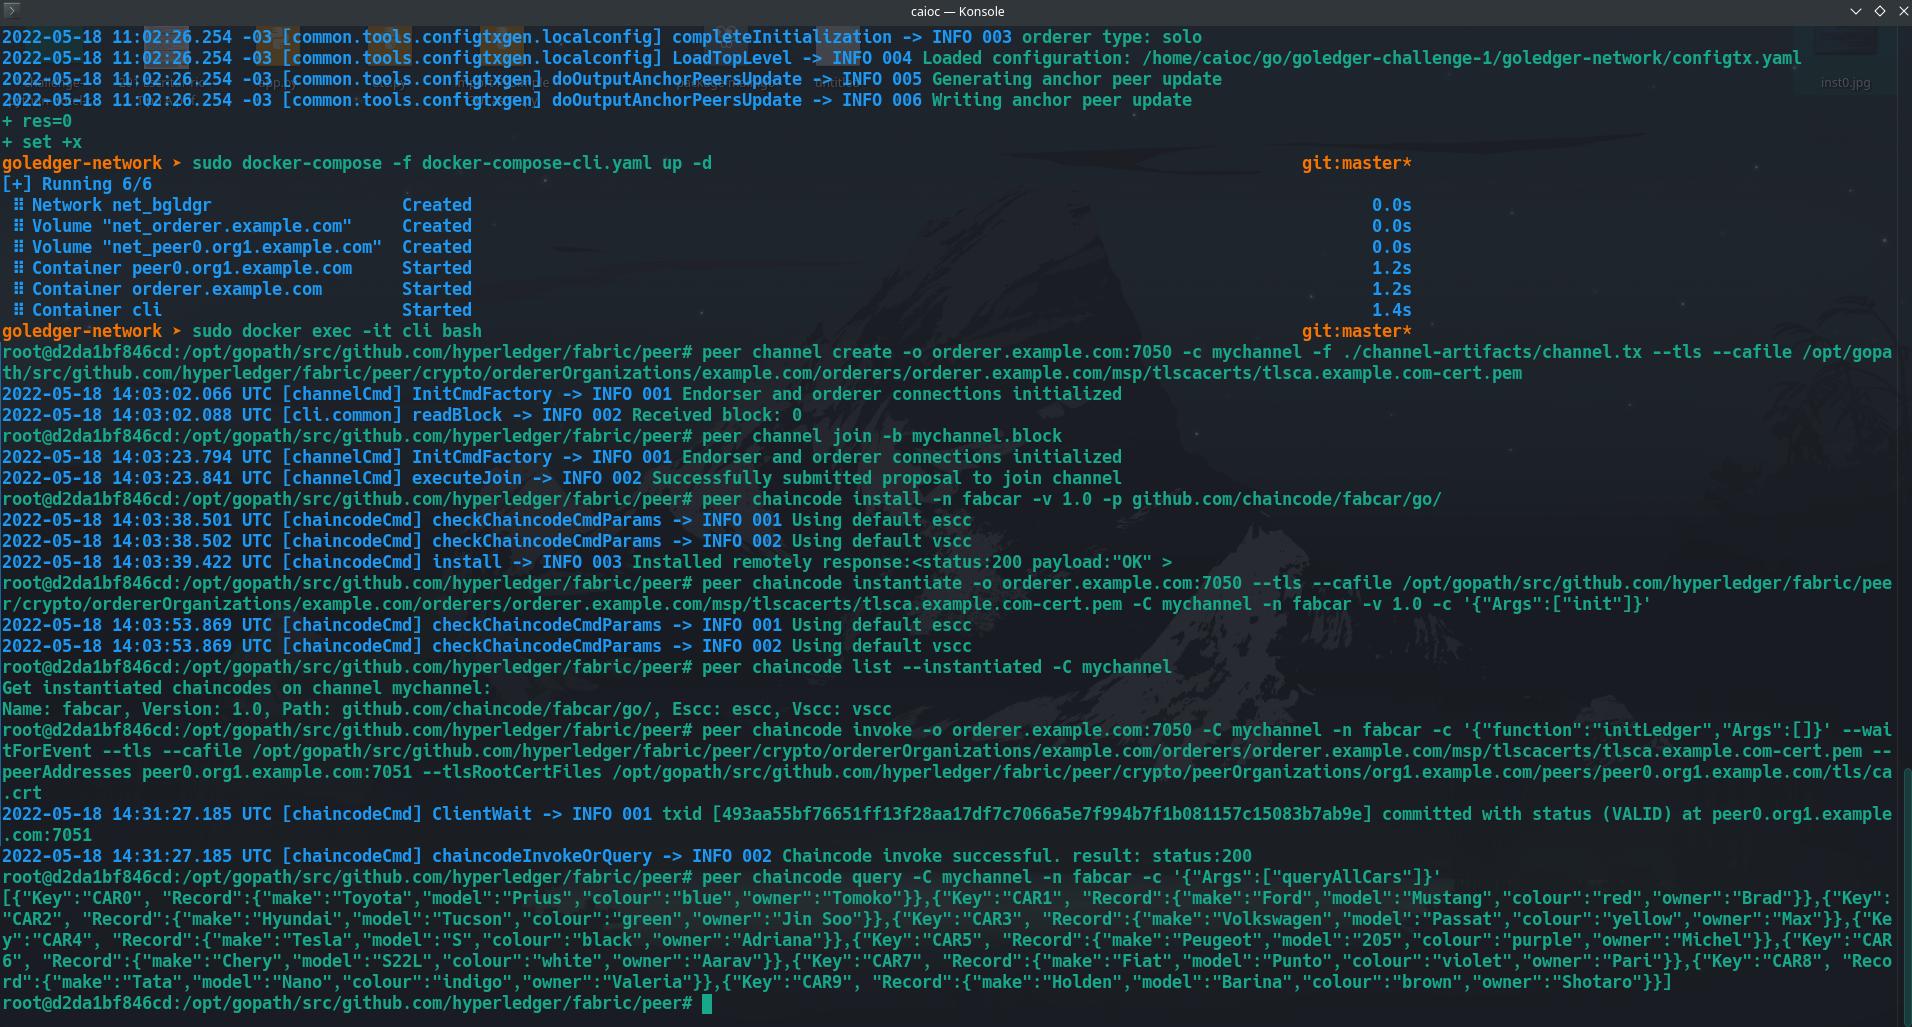 caioc — Konsole
2022-05-18 11:02:26.254 -03 [common.tools.configtxgen.localconfig] completeInitialization -> INFO 003 orderer type: solo
2022-05-18 11:02:26.254 -03 [common.tools.configtxgen.localconfig] LoadTopLevel -> INFO 004 Loaded configuration: /home/caioc/go/goledger-challenge-1/goledger-network/configtx.yaml
2022-05-18 11:02:26.254 -03 [common.tools.configtxgen] doOutputAnchorPeersUpdate -> INFO 005 Generating anchor peer update
inst0.jpg
2022-05-18 11:02:26.254 -03 [common.tools.configtxgen] doOutputAnchorPeersUpdate -> INFO 006 Writing anchor peer update
+ res=0
+ set +x
goledger-network ➤ sudo docker-compose -f docker-compose-cli.yaml up -d git:master*
[+] Running 6/6
⠿ Network net_bgldgr Created 0.0s
⠿ Volume "net_orderer.example.com" Created 0.0s
⠿ Volume "net_peer0.org1.example.com" Created 0.0s
⠿ Container peer0.org1.example.com Started 1.2s
⠿ Container orderer.example.com Started 1.2s
⠿ Container cli Started 1.4s
goledger-network ➤ sudo docker exec -it cli bash git:master*
root@d2da1bf846cd:/opt/gopath/src/github.com/hyperledger/fabric/peer# peer channel create -o orderer.example.com:7050 -c mychannel -f ./channel-artifacts/channel.tx --tls --cafile /opt/gopa
th/src/github.com/hyperledger/fabric/peer/crypto/ordererOrganizations/example.com/orderers/orderer.example.com/msp/tlscacerts/tlsca.example.com-cert.pem
2022-05-18 14:03:02.066 UTC [channelCmd] InitCmdFactory -> INFO 001 Endorser and orderer connections initialized
2022-05-18 14:03:02.088 UTC [cli.common] readBlock -> INFO 002 Received block: 0
root@d2da1bf846cd:/opt/gopath/src/github.com/hyperledger/fabric/peer# peer channel join -b mychannel.block
2022-05-18 14:03:23.794 UTC [channelCmd] InitCmdFactory -> INFO 001 Endorser and orderer connections initialized
2022-05-18 14:03:23.841 UTC [channelCmd] executeJoin -> INFO 002 Successfully submitted proposal to join channel
root@d2da1bf846cd:/opt/gopath/src/github.com/hyperledger/fabric/peer# peer chaincode install -n fabcar -v 1.0 -p github.com/chaincode/fabcar/go/
2022-05-18 14:03:38.501 UTC [chaincodeCmd] checkChaincodeCmdParams -> INFO 001 Using default escc
2022-05-18 14:03:38.502 UTC [chaincodeCmd] checkChaincodeCmdParams -> INFO 002 Using default vscc
2022-05-18 14:03:39.422 UTC [chaincodeCmd] install -> INFO 003 Installed remotely response:<status:200 payload:"OK" >
root@d2da1bf846cd:/opt/gopath/src/github.com/hyperledger/fabric/peer# peer chaincode instantiate -o orderer.example.com:7050 --tls --cafile /opt/gopath/src/github.com/hyperledger/fabric/pee
r/crypto/ordererOrganizations/example.com/orderers/orderer.example.com/msp/tlscacerts/tlsca.example.com-cert.pem -C mychannel -n fabcar -v 1.0 -c '{"Args":["init"]}'
2022-05-18 14:03:53.869 UTC [chaincodeCmd] checkChaincodeCmdParams -> INFO 001 Using default escc
2022-05-18 14:03:53.869 UTC [chaincodeCmd] checkChaincodeCmdParams -> INFO 002 Using default vscc
root@d2da1bf846cd:/opt/gopath/src/github.com/hyperledger/fabric/peer# peer chaincode list --instantiated -C mychannel
Get instantiated chaincodes on channel mychannel:
Name: fabcar, Version: 1.0, Path: github.com/chaincode/fabcar/go/, Escc: escc, Vscc: vscc
root@d2da1bf846cd:/opt/gopath/src/github.com/hyperledger/fabric/peer# peer chaincode invoke -o orderer.example.com:7050 -C mychannel -n fabcar -c '{"function":"initLedger","Args":[]}' --wai
tForEvent --tls --cafile /opt/gopath/src/github.com/hyperledger/fabric/peer/crypto/ordererOrganizations/example.com/orderers/orderer.example.com/msp/tlscacerts/tlsca.example.com-cert.pem --
peerAddresses peer0.org1.example.com:7051 --tlsRootCertFiles /opt/gopath/src/github.com/hyperledger/fabric/peer/crypto/peerOrganizations/org1.example.com/peers/peer0.org1.example.com/tls/ca
.crt
2022-05-18 14:31:27.185 UTC [chaincodeCmd] ClientWait -> INFO 001 txid [493aa55bf76651ff13f28aa17df7c7066a5e7f994b7f1b081157c15083b7ab9e] committed with status (VALID) at peer0.org1.example
.com:7051
2022-05-18 14:31:27.185 UTC [chaincodeCmd] chaincodeInvokeOrQuery -> INFO 002 Chaincode invoke successful. result: status:200
root@d2da1bf846cd:/opt/gopath/src/github.com/hyperledger/fabric/peer# peer chaincode query -C mychannel -n fabcar -c '{"Args":["queryAllCars"]}'
[{"Key":"CAR0", "Record":{"make":"Toyota","model":"Prius","colour":"blue","owner":"Tomoko"}},{"Key":"CAR1", "Record":{"make":"Ford","model":"Mustang","colour":"red","owner":"Brad"}},{"Key":
"CAR2", "Record":{"make":"Hyundai","model":"Tucson","colour":"green","owner":"Jin Soo"}},{"Key":"CAR3", "Record":{"make":"Volkswagen","model":"Passat","colour":"yellow","owner":"Max"}},{"Ke
y":"CAR4", "Record":{"make":"Tesla","model":"S","colour":"black","owner":"Adriana"}},{"Key":"CAR5", "Record":{"make":"Peugeot","model":"205","colour":"purple","owner":"Michel"}},{"Key":"CAR
6", "Record":{"make":"Chery","model":"S22L","colour":"white","owner":"Aarav"}},{"Key":"CAR7", "Record":{"make":"Fiat","model":"Punto","colour":"violet","owner":"Pari"}},{"Key":"CAR8", "Reco
rd":{"make":"Tata","model":"Nano","colour":"indigo","owner":"Valeria"}},{"Key":"CAR9", "Record":{"make":"Holden","model":"Barina","colour":"brown","owner":"Shotaro"}}]
root@d2da1bf846cd:/opt/gopath/src/github.com/hyperledger/fabric/peer#